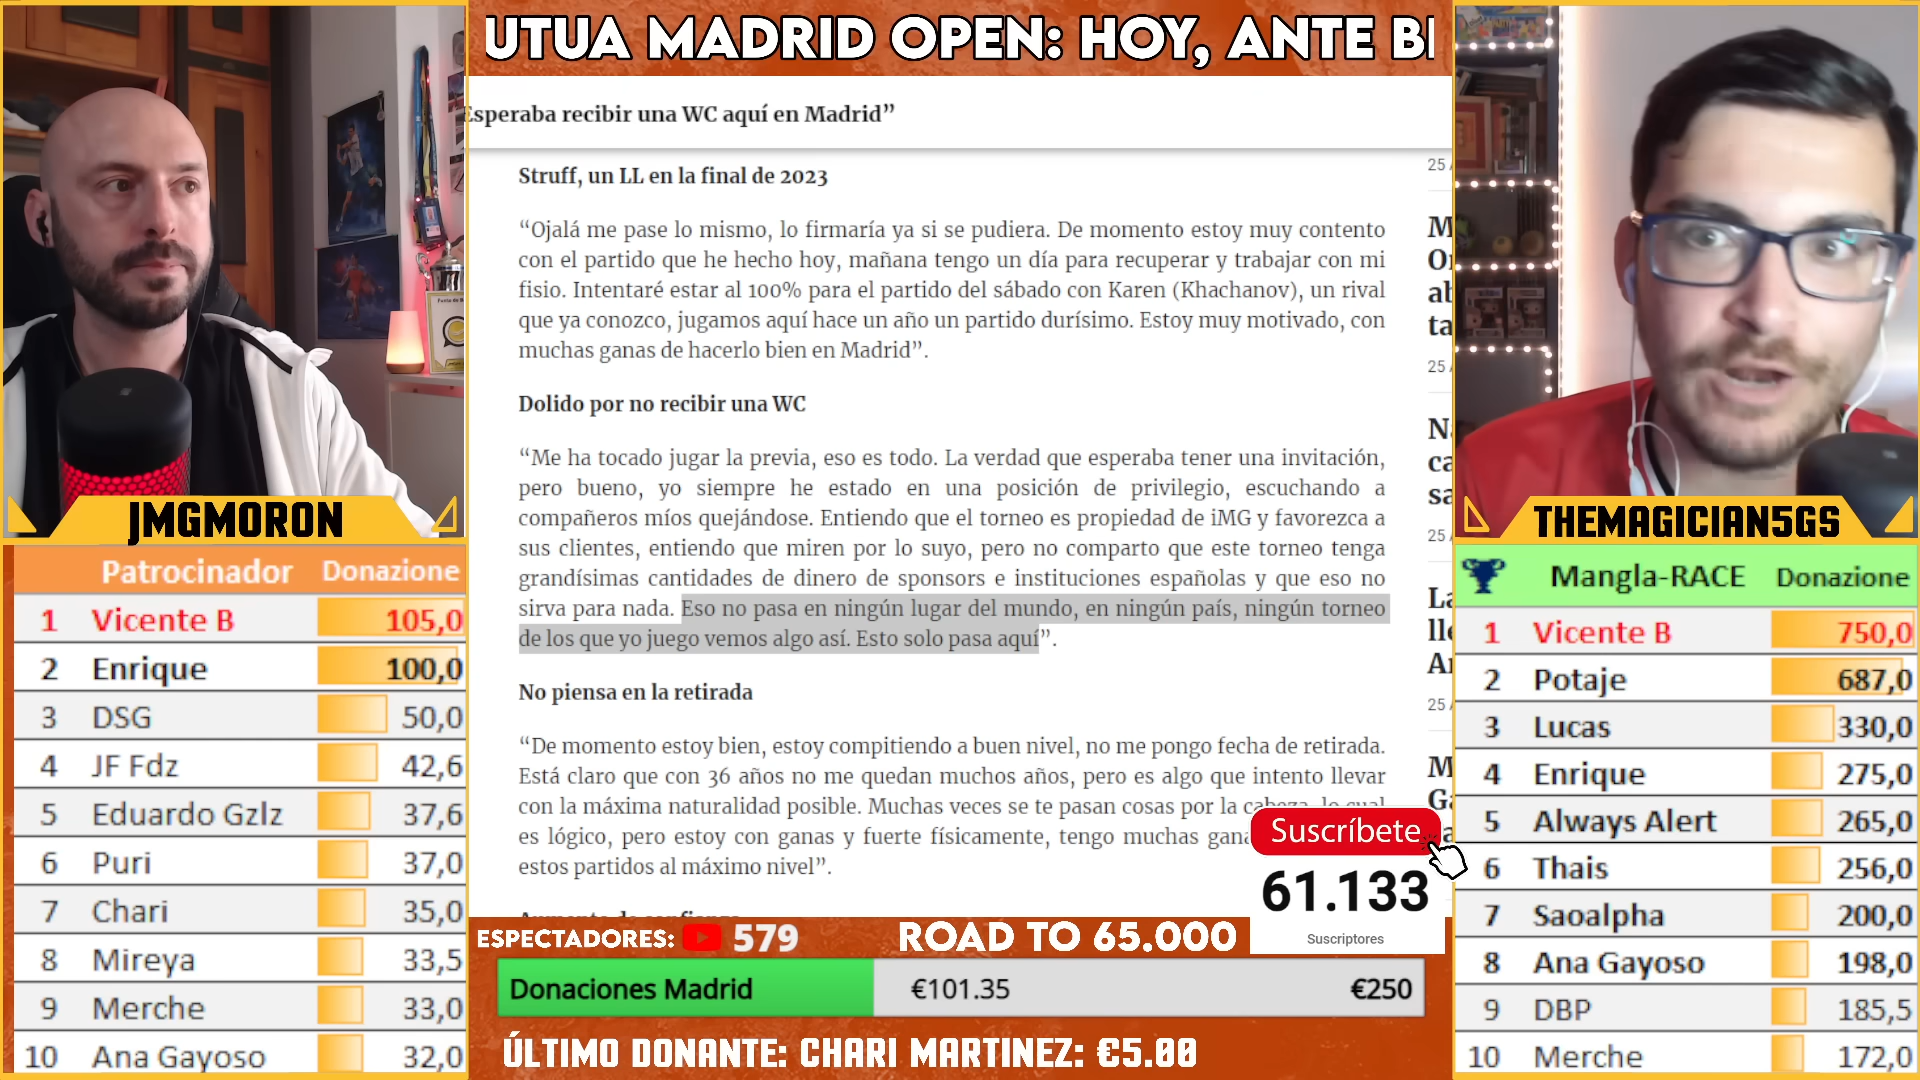 UTUA MADRID OPEN: HOY, ANTE
Esperaba recibir una WC aquí en Madrid”
Struff, un LL en la final de 2023
“Ojalá me pase lo mismo, lo firmaría ya si se pudiera. De momento estoy muy contento
con el partido que he hecho hoy, mañana tengo un día para recuperar y trabajar con mi
fisio. Intentaré estar al 100% para el partido del sábado con Karen (Khachanov), un rival
que ya conozco, jugamos aquí hace un año un partido durísimo. Estoy muy motivado, con
muchas ganas de hacerlo bien en Madrid”.
Dolido por no recibir una WC
“Me ha tocado jugar la previa, eso es todo. La verdad que esperaba tener una invitación,
pero bueno, yo siempre he estado en una posición de privilegio, escuchando a
compañeros míos quejándose. Entiendo que el torneo es propiedad de iMG y favorezca a
sus clientes, entiendo que miren por lo suyo, pero no comparto que este torneo tenga
grandísimas cantidades de dinero de sponsors e instituciones españolas y que eso no
sirva para nada. Eso no pasa en ningún lugar del mundo, en ningún país, ningún torneo
de los que yo juego vemos algo así. Esto solo pasa aquí”.
No piensa en la retirada
“De momento estoy bien, estoy compitiendo a buen nivel, no me pongo fecha de retirada.
Está claro que con 36 años no me quedan muchos años, pero es algo que intento llevar
con la máxima naturalidad posible. Muchas veces se te pasan cosas por la cabeza, lo cual
es lógico, pero estoy con ganas y fuerte físicamente, tengo muchas
estos partidos al máximo nivel”.
25
25
25
25
JMGMORON
Patrocinador Donazione
1 Vicente B 105,0
2 Enrique 100,0
3 DSG 50,0
4 JF Fdz 42,6
5 Eduardo Gzlz 37,6
6 Puri 37,0
7 Chari 35,0
8 Mireya 33,5
9 Merche 33,0
10 Ana Gayoso 32,0
THEMAGICIAN5GS
Mangla-RACE Donazione
1 Vicente B 750,0
2 Potaje 687,0
3 Lucas 330,0
4 Enrique 275,0
5 Always Alert 265,0
6 Thais 256,0
7 Saoalpha 200,0
8 Ana Gayoso 198,0
9 DBP 185,5
10 Merche 172,0
Suscríbete
61.133
Suscriptores
ESPECTADORES: 579
ROAD TO 65.000
Donaciones Madrid €101.35 €250
ÚLTIMO DONANTE: CHARI MARTINEZ: €5.00